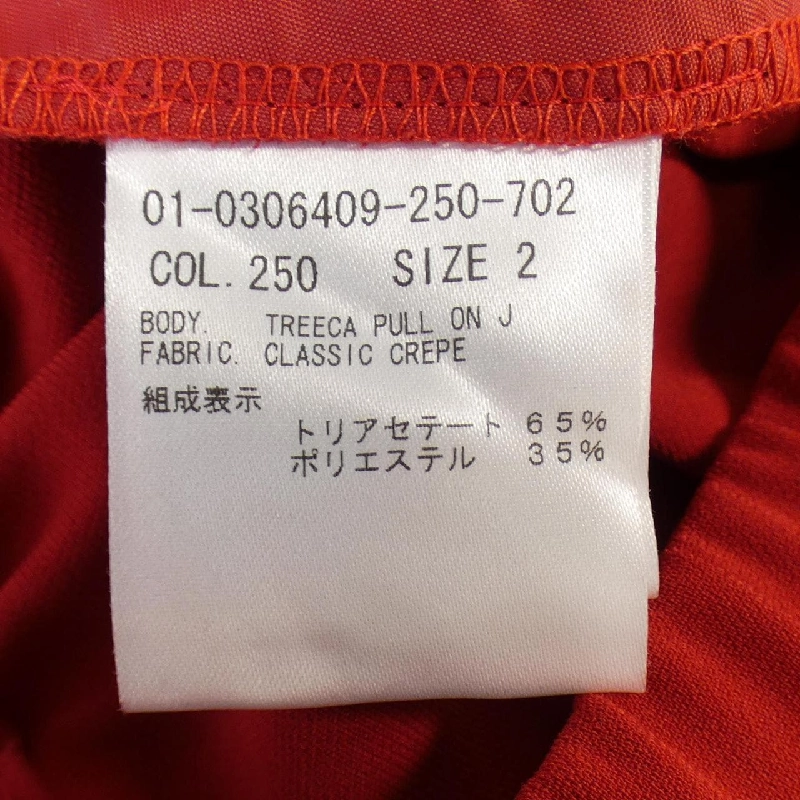 01-0306409-250-702
COL. 250 SIZE 2
BODY. TREECA PULL ON J
FABRIC. CLASSIC CREPE
組成表示
トリアセテート 65%
ポリエステル 35%